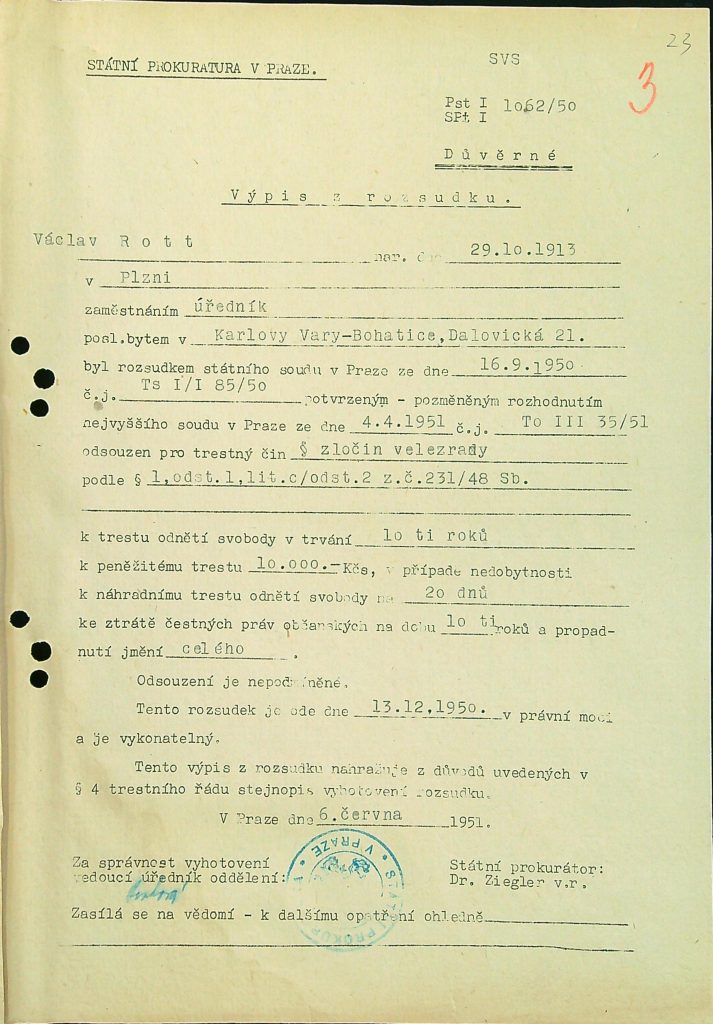 23
STÁTNÍ PROKURATURA V PRAZE.
SVS
3
Pst I 1062/50
SPt I
Důvěrné
Výpis z rozsudku.
Václav Rott nar. dne 29.10.1913
v Plzni
zaměstnáním úředník
posl.bytem v Karlovy Vary-Bohatice,Dalovická 21.
byl rozsudkem státního soudu v Praze ze dne 16.9.1950
Ts I/I 85/50
č.j. potvrzeným - pozměněným rozhodnutím
nejvyššího soudu v Praze ze dne 4.4.1951 č.j. To III 35/51
odsouzen pro trestný čin § zločin velezrady
podle § 1,odst.1,lit.c/odst.2 z.č.231/48 Sb.
k trestu odnětí svobody v trvání lo ti roků
k peněžitému trestu 10.000.-Kčs, v případe nedobytnosti
k náhradnímu trestu odnětí svobody na 2o dnů
ke ztrátě čestných práv občanských na dobu lo ti roků a propad-
nutí jmění celého .
Odsouzení je nepodmíněné.
Tento rozsudek je ode dne 13.12.1950. v právní moci
a je vykonatelný.
Tento výpis z rozsudku nahražuje z důvodů uvedených v
§ 4 trestního řádu stejnopis vyhotovení rozsudku.
V Praze dne 6.června 1951.
Za správnost vyhotovení
vedoucí úředník oddělení:
Státní prokurátor:
Dr. Ziegler v.r.
V PRAZE
Zasílá se na vědomí - k dalšímu opatření ohledně